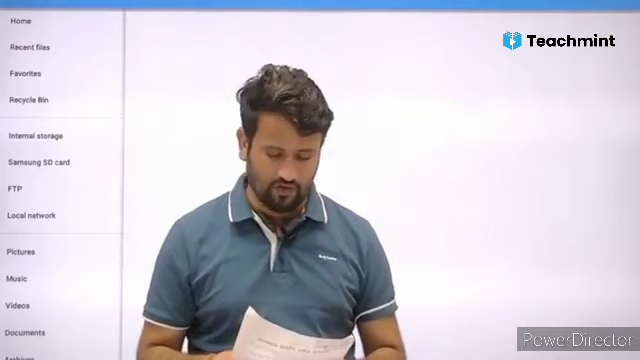 Home
Recent files
Favorites
Recycle Bin
Internal storage
Samsung SD card
FTP
Local network
Pictures
Music
Videos
Documents
Archives
Teachmint
PowerDirector